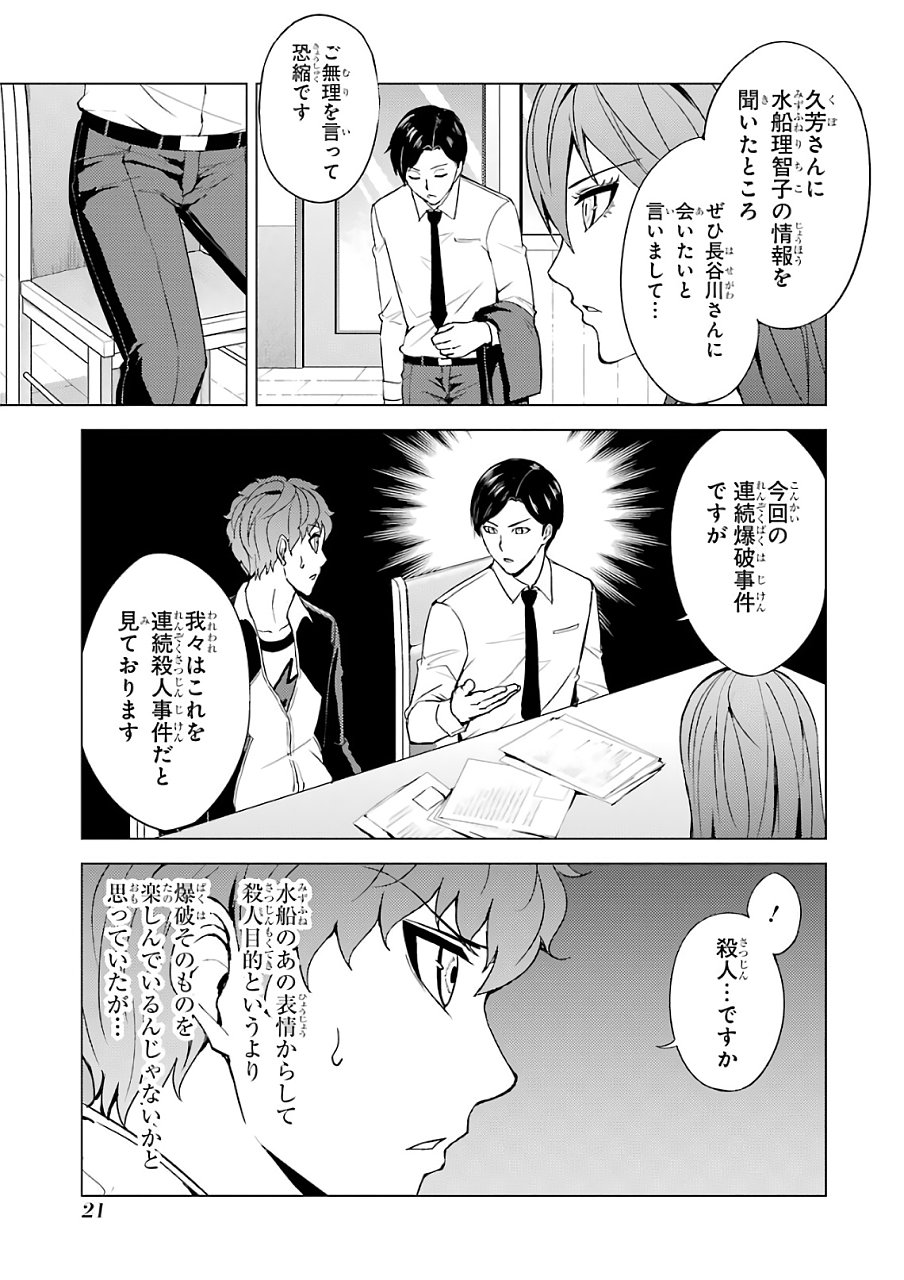 久芳さんに
水船理智子の情報を
聞いたところ
ぜひ長谷川さんに
会いたいと
言いまして…
ご無理を言って
恐縮です
今回の
連続爆破事件
ですが
我々はこれを
連続殺人事件だと
見ております
!
殺人…ですか
水船のあの表情からして
殺人目的というより
爆破そのものを
楽しんでいるんじゃないかと
思っていたが…
21